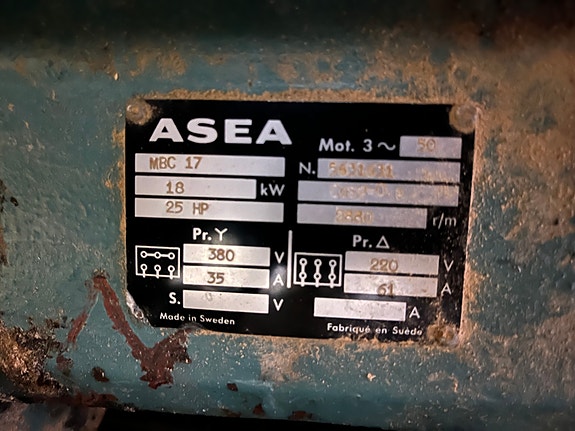 ASEA
Mot. 3~ 50
MBC 17
N.
18 kW
25 HP
r/m
Pr. Y
380 V
35 A
S. V
Pr. Δ
220 V
61 A
A
Made in Sweden
Fabriqué en Suède